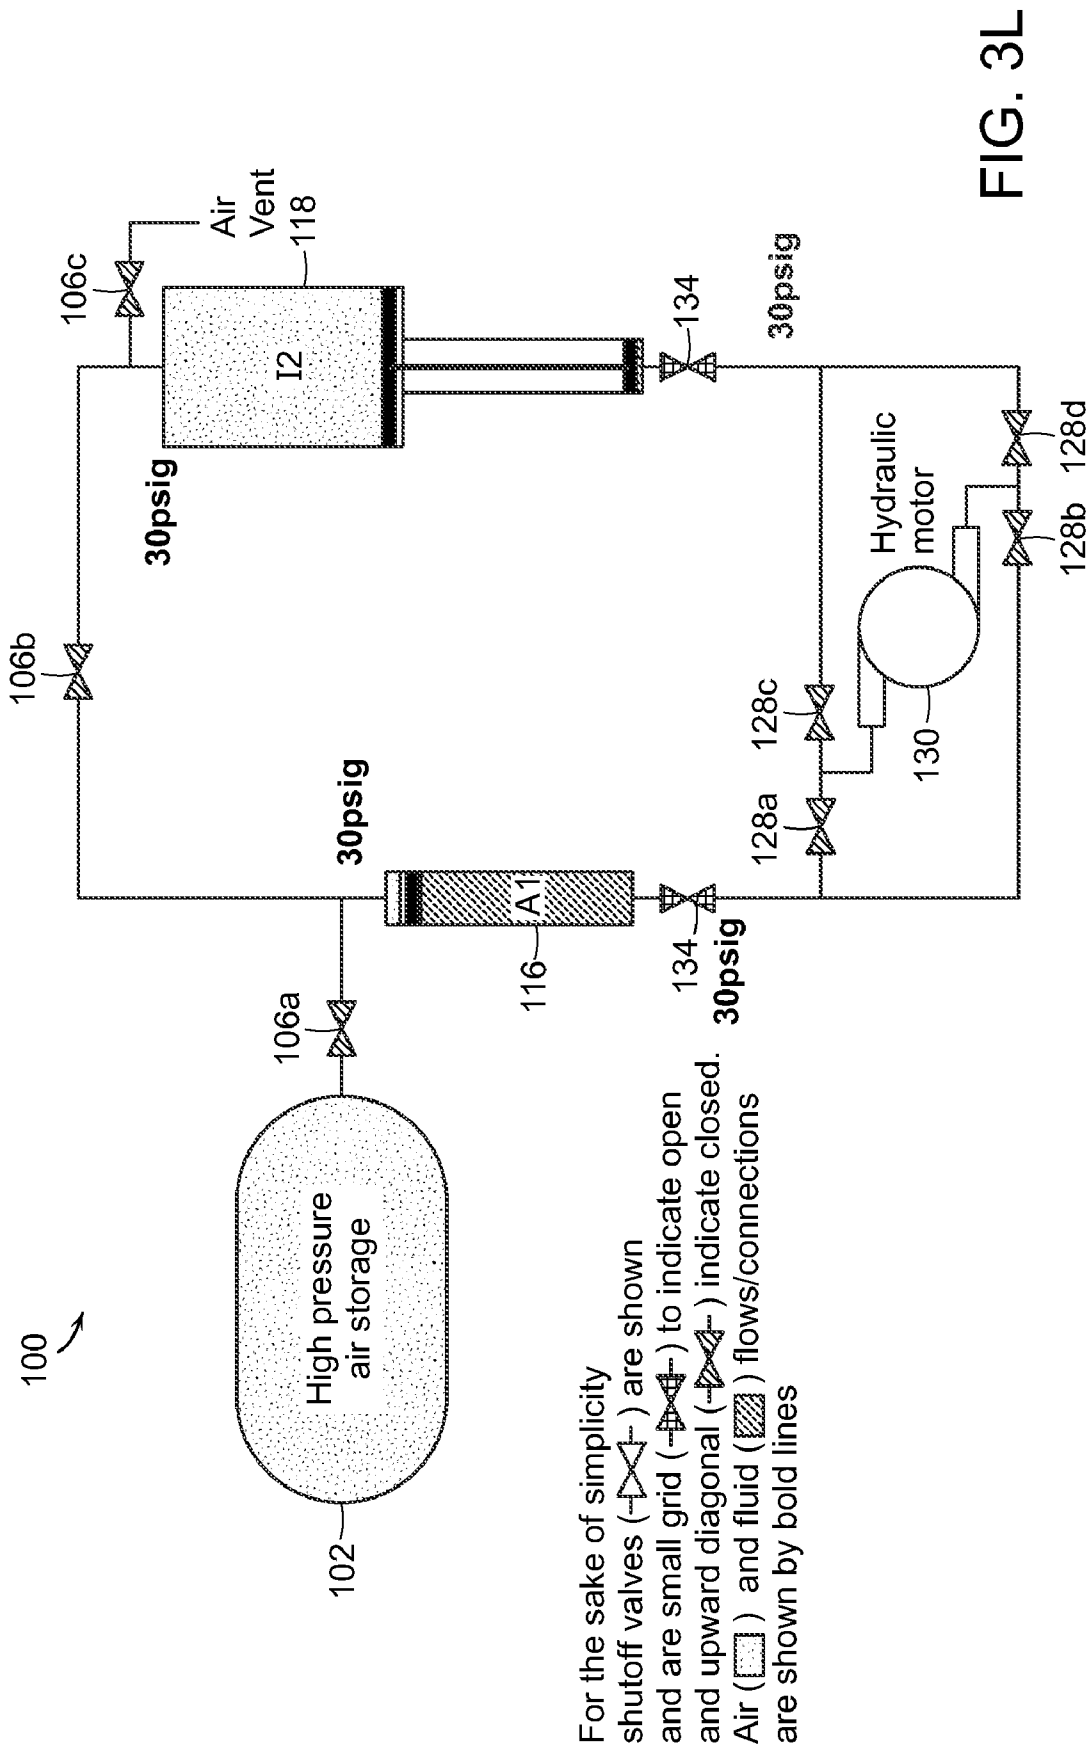 100
102
High pressure
air storage
106a
106b
106c
Air
Vent
118
I2
30psig
30psig
A1
116
134
30psig
134
30psig
128a
128c
Hydraulic
motor
130
128b
128d
For the sake of simplicity
shutoff valves ( ) are shown
and are small grid ( ) to indicate open
and upward diagonal ( ) indicate closed.
Air ( ) and fluid ( ) flows/connections
are shown by bold lines
FIG. 3L